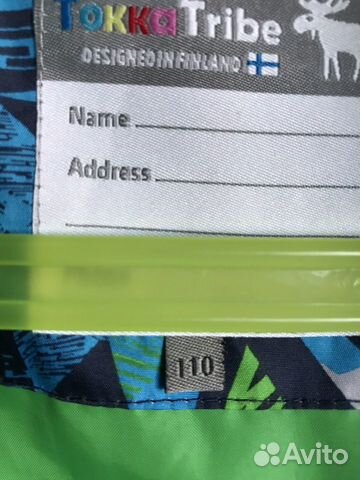 TOKKATribe
DESIGNED IN FINLAND
Name
Address
110
Avito